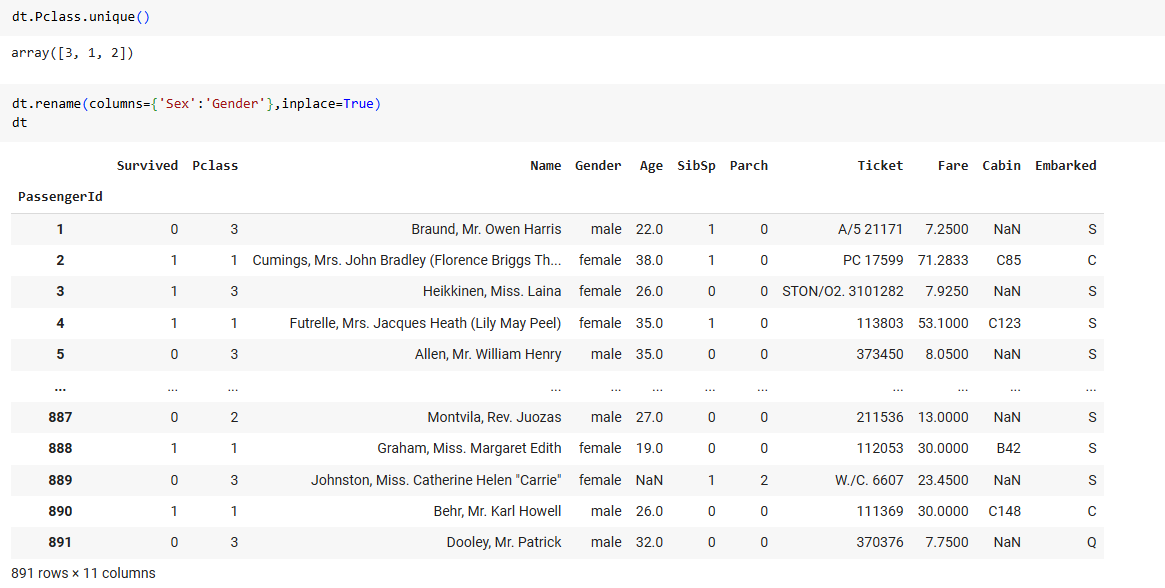 dt.Pclass.unique()
array([3, 1, 2])
dt.rename(columns={'Sex':'Gender'},inplace=True)
dt
Survived Pclass Name Gender Age SibSp Parch Ticket Fare Cabin Embarked
PassengerId
1 0 3 Braund, Mr. Owen Harris male 22.0 1 0 A/5 21171 7.2500 NaN S
2 1 1 Cumings, Mrs. John Bradley (Florence Briggs Th... female 38.0 1 0 PC 17599 71.2833 C85 C
3 1 3 Heikkinen, Miss. Laina female 26.0 0 0 STON/O2. 3101282 7.9250 NaN S
4 1 1 Futrelle, Mrs. Jacques Heath (Lily May Peel) female 35.0 1 0 113803 53.1000 C123 S
5 0 3 Allen, Mr. William Henry male 35.0 0 0 373450 8.0500 NaN S
... ... ... ... ... ... ... ... ... ... ... ...
887 0 2 Montvila, Rev. Juozas male 27.0 0 0 211536 13.0000 NaN S
888 1 1 Graham, Miss. Margaret Edith female 19.0 0 0 112053 30.0000 B42 S
889 0 3 Johnston, Miss. Catherine Helen "Carrie" female NaN 1 2 W./C. 6607 23.4500 NaN S
890 1 1 Behr, Mr. Karl Howell male 26.0 0 0 111369 30.0000 C148 C
891 0 3 Dooley, Mr. Patrick male 32.0 0 0 370376 7.7500 NaN Q
891 rows × 11 columns